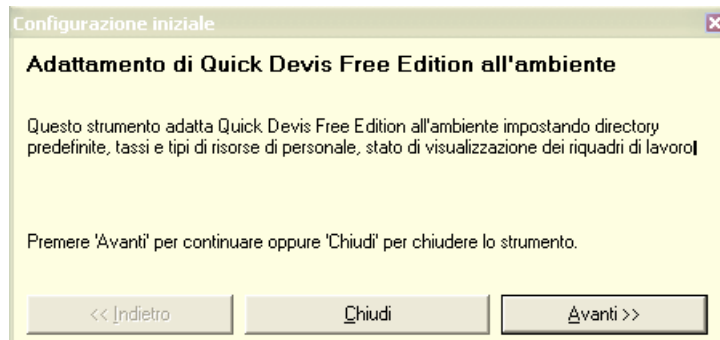 Configurazione iniziale
Adattamento di Quick Devis Free Edition all'ambiente
Questo strumento adatta Quick Devis Free Edition all'ambiente impostando directory
predefinite, tassi e tipi di risorse di personale, stato di visualizzazione dei riquadri di lavoro
Premere 'Avanti' per continuare oppure 'Chiudi' per chiudere lo strumento.
<< Indietro
Chiudi
Avanti >>